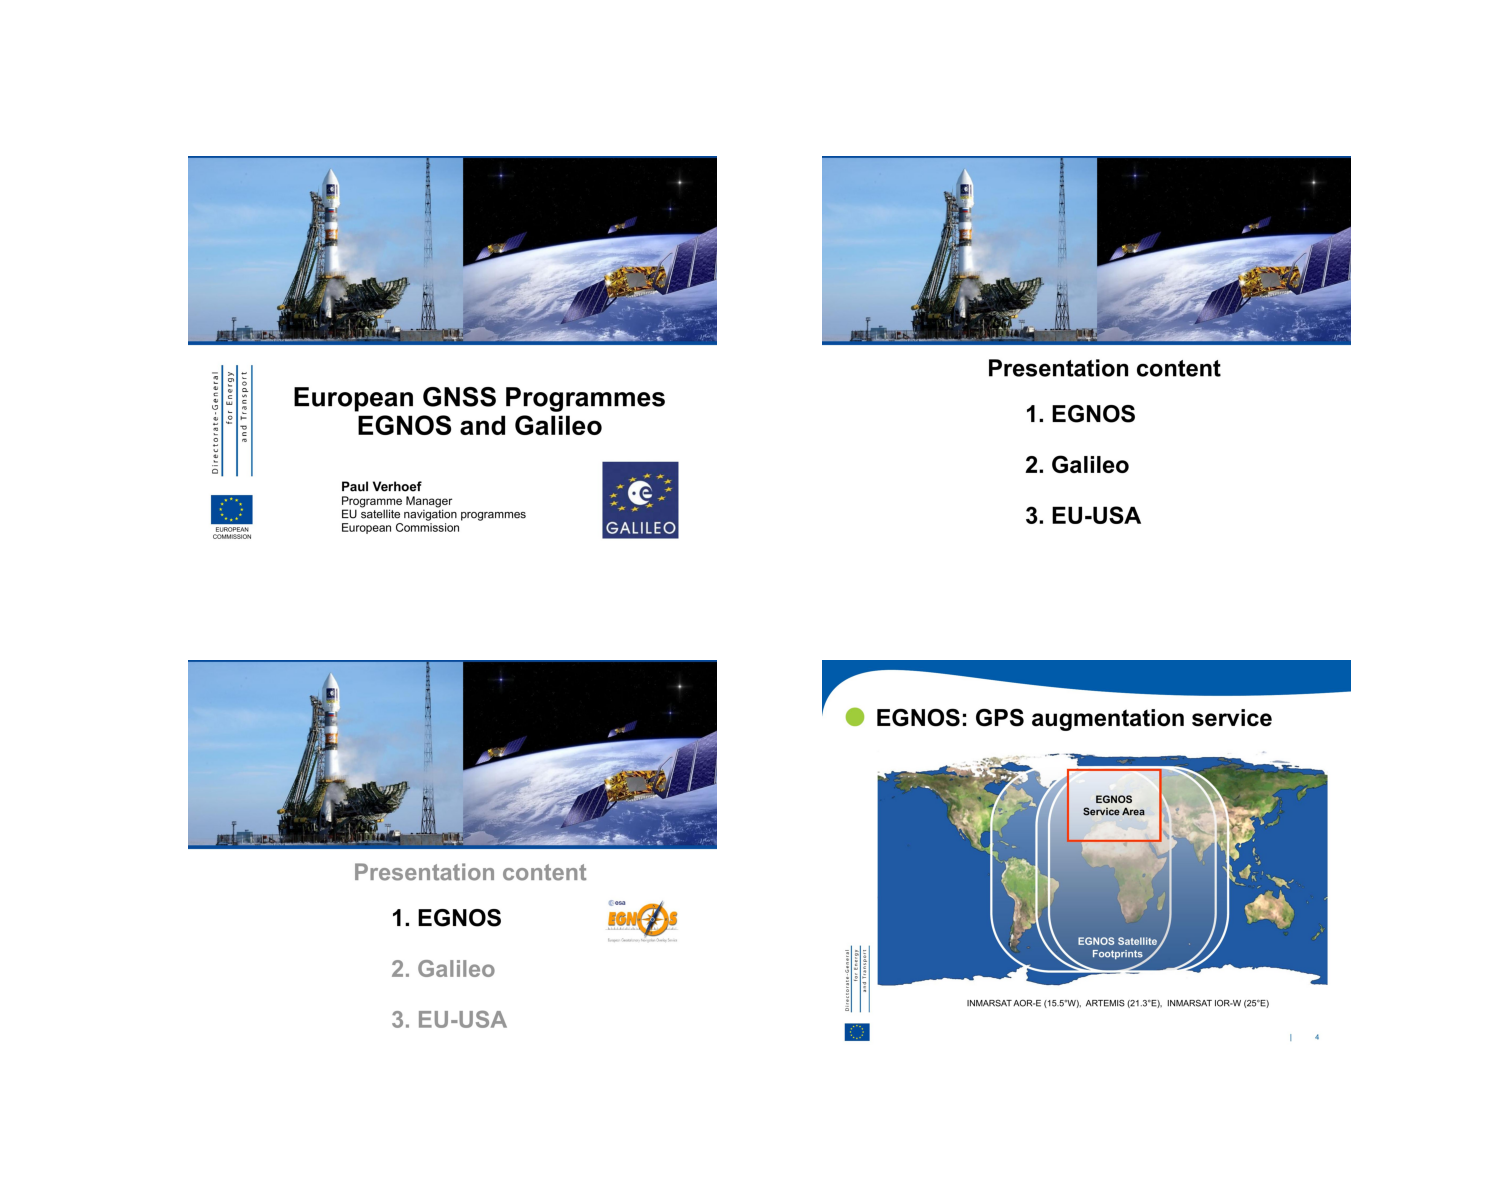 Directorate-General
for Energy
and Transport
EUROPEAN
COMMISSION
European GNSS Programmes
EGNOS and Galileo
Paul Verhoef
Programme Manager
EU satellite navigation programmes
European Commission
GALILEO
Presentation content
1. EGNOS
2. Galileo
3. EU-USA
Presentation content
1. EGNOS
2. Galileo
3. EU-USA
esa
EGNOS
EGNOS: GPS augmentation service
EGNOS
Service Area
EGNOS Satellite
Footprints
INMARSAT AOR-E (15.5°W), ARTEMIS (21.3°E), INMARSAT IOR-W (25°E)
Directorate-General
for Energy
and Transport
| 4